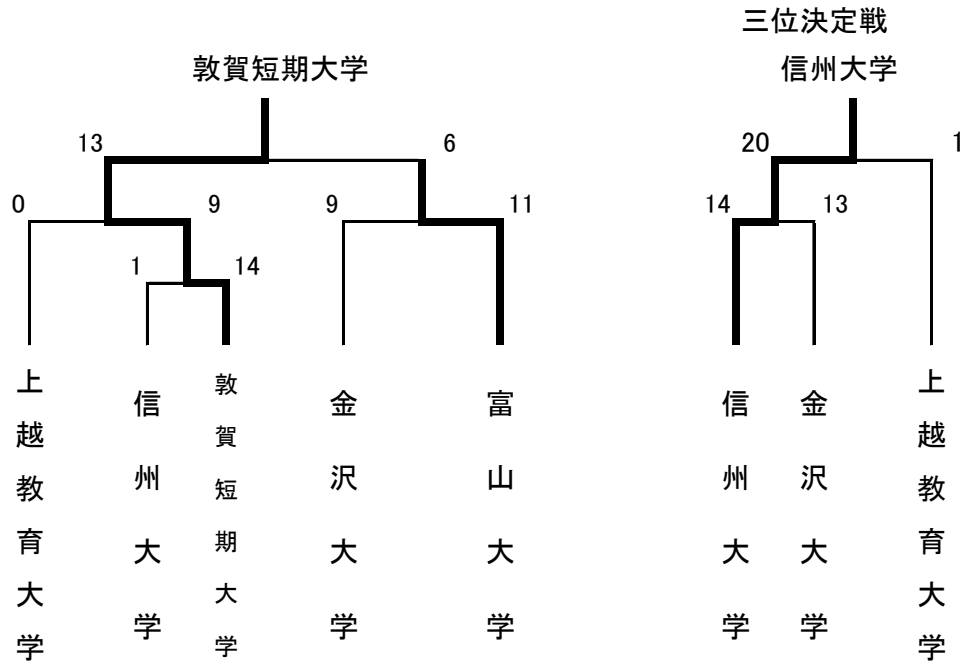 三位決定戦
敦賀短期大学
信州大学
13
6
20
1
0
9
9
11
14
13
1
14
上越教育大学
信州大学
敦賀短期大学
金沢大学
富山大学
信州大学
金沢大学
上越教育大学